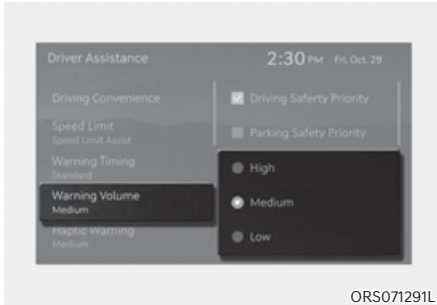 Driver Assistance
2:30 PM Fri, Oct. 29
Driving Convenience
Speed Limit
Speed Limit Assist
Warning Timing
Standard
Warning Volume
Medium
Haptic Warning
Medium
Driving Saferty Priority
Parking Safety Priority
High
Medium
Low
ORS071291L